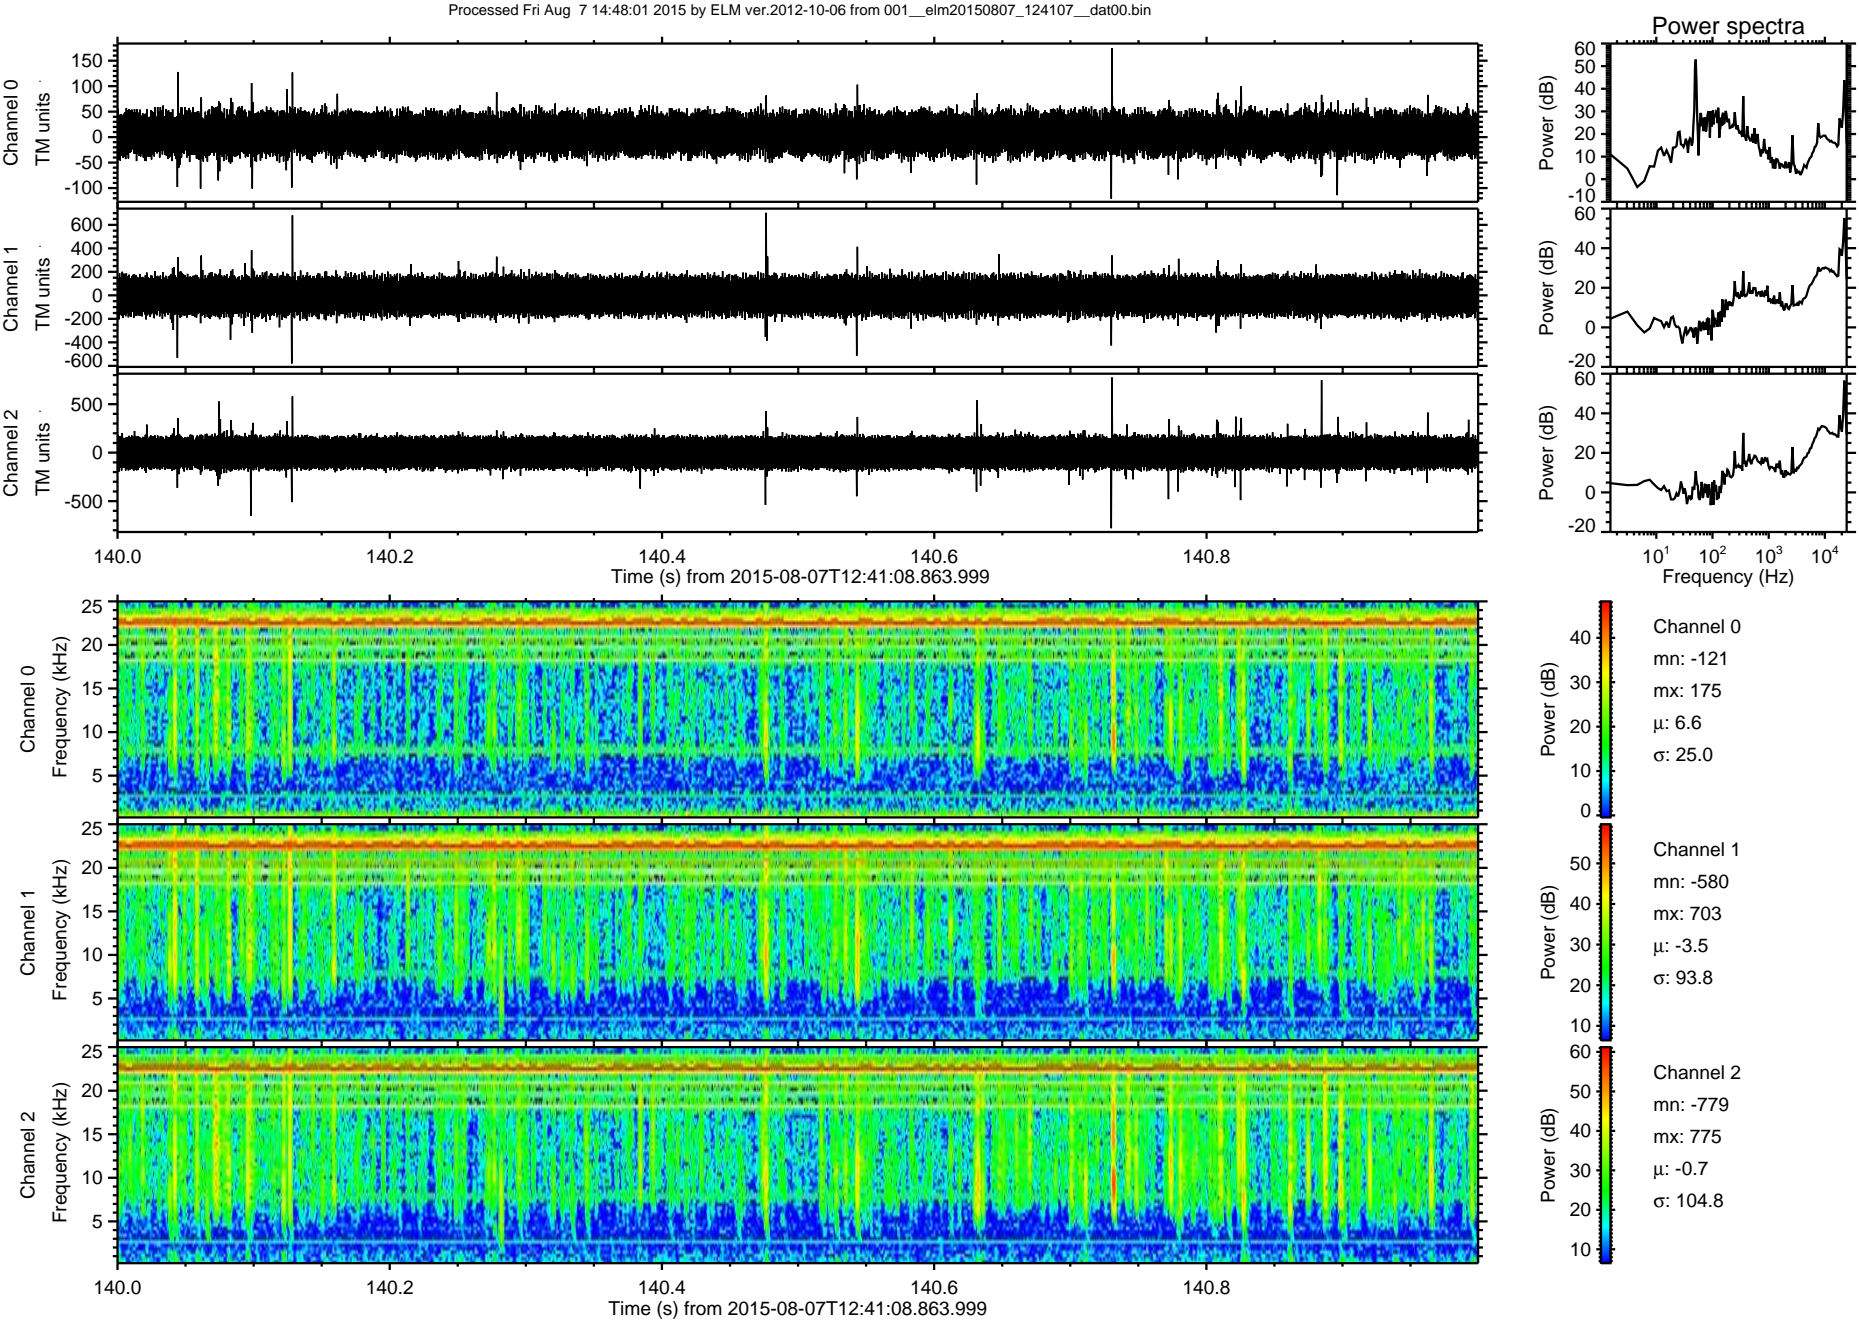 Processed Fri Aug  7 14:48:01 2015 by ELM ver.2012-10-06 from 001__elm20150807_124107__dat00.bin
Power spectra
Channel 0
TM units
150
100
50
0
-50
-100
Power (dB)
60
50
40
30
20
10
0
-10
Channel 1
TM units
600
400
200
0
-200
-400
-600
Power (dB)
60
40
20
0
-20
Channel 2
TM units
500
0
-500
Power (dB)
60
40
20
0
-20
140.0 140.2 140.4 140.6 140.8
Time (s) from 2015-08-07T12:41:08.863.999
10^1 10^2 10^3 10^4
Frequency (Hz)
Channel 0
Frequency (kHz)
25
20
15
10
5
Power (dB)
40
30
20
10
0
Channel 0
mn: -121
mx: 175
μ: 6.6
σ: 25.0
Channel 1
Frequency (kHz)
25
20
15
10
5
Power (dB)
50
40
30
20
10
Channel 1
mn: -580
mx: 703
μ: -3.5
σ: 93.8
Channel 2
Frequency (kHz)
25
20
15
10
5
Power (dB)
60
50
40
30
20
10
Channel 2
mn: -779
mx: 775
μ: -0.7
σ: 104.8
140.0 140.2 140.4 140.6 140.8
Time (s) from 2015-08-07T12:41:08.863.999